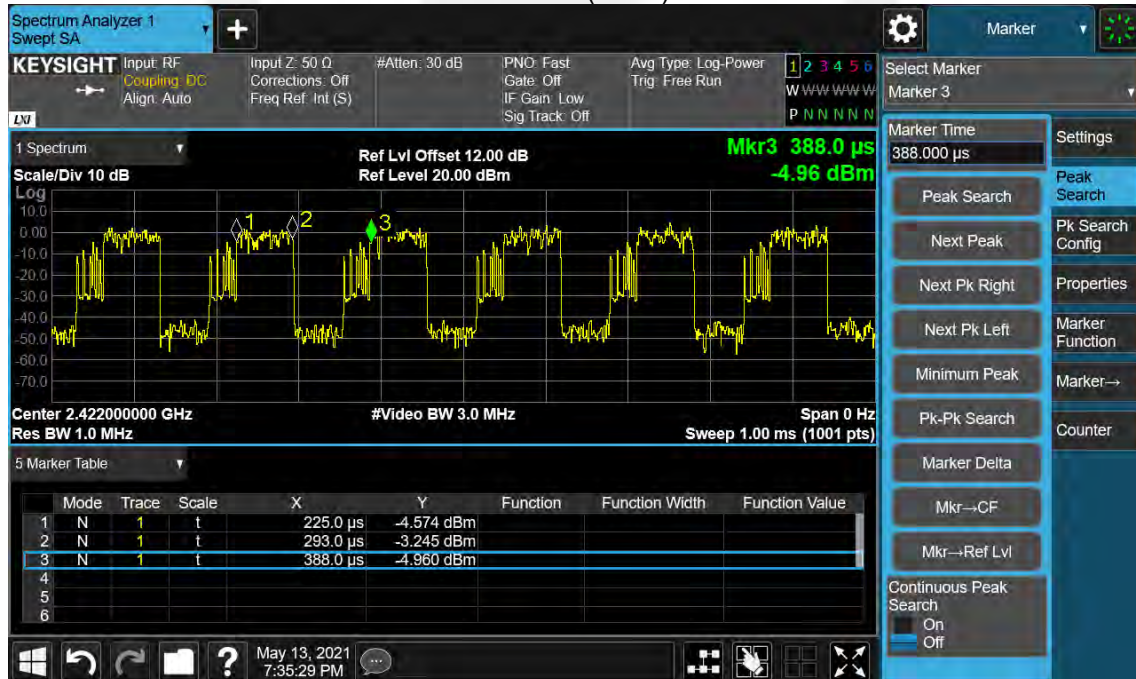 Spectrum Analyzer 1
Swept SA
+
Marker
KEYSIGHT
LXI
Input: RF
Coupling: DC
Align: Auto
Input Z: 50 Ω
Corrections: Off
Freq Ref: Int (S)
#Atten: 30 dB
PNO: Fast
Gate: Off
IF Gain: Low
Sig Track: Off
Avg Type: Log-Power
Trig: Free Run
1 2 3 4 5 6
W W W W W W
P N N N N N
Select Marker
Marker 3
1 Spectrum
Scale/Div 10 dB
Ref Lvl Offset 12.00 dB
Ref Level 20.00 dBm
Mkr3 388.0 µs
-4.96 dBm
Log
10.0
0.00
-10.0
-20.0
-30.0
-40.0
-50.0
-60.0
-70.0
1
2
3
Center 2.422000000 GHz
Res BW 1.0 MHz
#Video BW 3.0 MHz
Span 0 Hz
Sweep 1.00 ms (1001 pts)
5 Marker Table
Mode Trace Scale X Y Function Function Width Function Value
1 N 1 t 225.0 µs -4.574 dBm
2 N 1 t 293.0 µs -3.245 dBm
3 N 1 t 388.0 µs -4.960 dBm
4
5
6
Marker Time
388.000 µs
Peak Search
Next Peak
Next Pk Right
Next Pk Left
Minimum Peak
Pk-Pk Search
Marker Delta
Mkr→CF
Mkr→Ref Lvl
Continuous Peak
Search
On
Off
Settings
Peak
Search
Pk Search
Config
Properties
Marker
Function
Marker→
Counter
?
May 13, 2021
7:35:29 PM